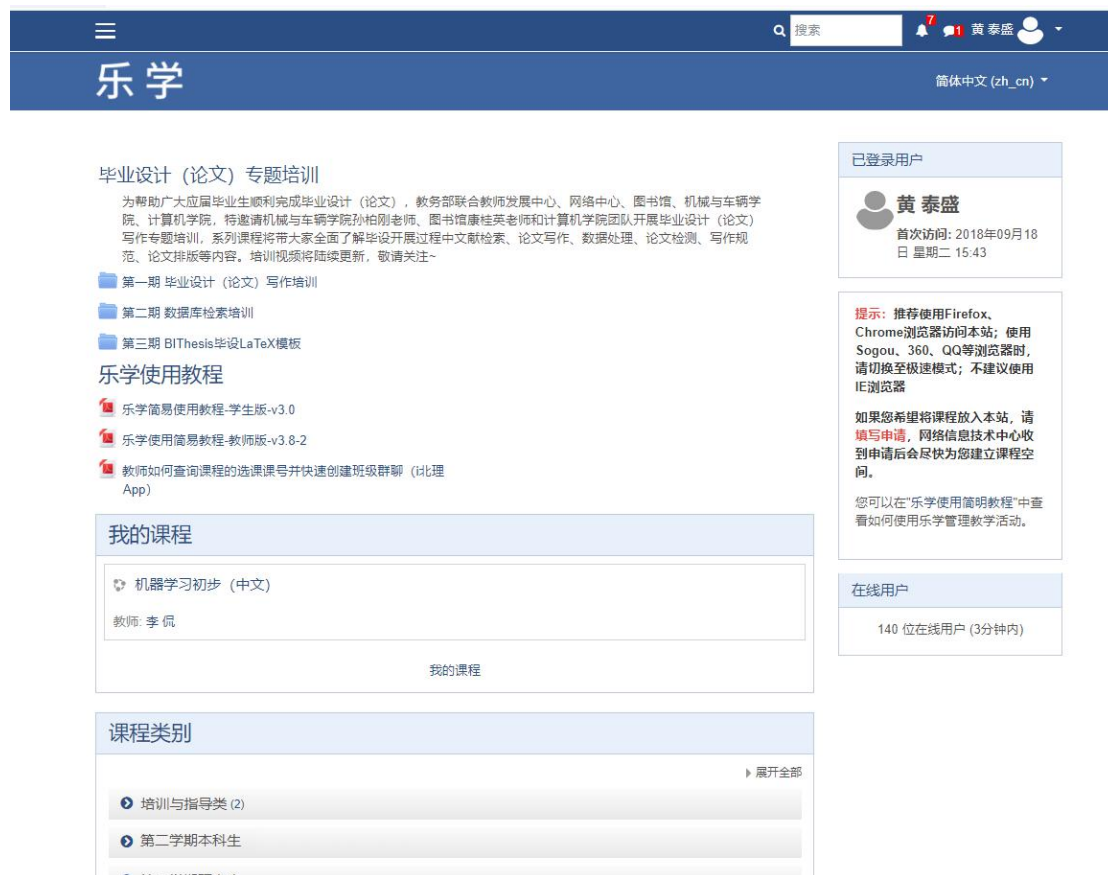 搜索
7
1
黄 泰盛
乐 学
简体中文 (zh_cn)
毕业设计（论文）专题培训
为帮助广大应届毕业生顺利完成毕业设计（论文），教务部联合教师发展中心、网络中心、图书馆、机械与车辆学
院、计算机学院，特邀请机械与车辆学院孙柏刚老师、图书馆康桂英老师和计算机学院团队开展毕业设计（论文）
写作专题培训，系列课程将带大家全面了解毕设开展过程中文献检索、论文写作、数据处理、论文检测、写作规
范、论文排版等内容。培训视频将陆续更新，敬请关注~
第一期 毕业设计（论文）写作培训
第二期 数据库检索培训
第三期 BIThesis毕设LaTeX模板
乐学使用教程
乐学简易使用教程-学生版-v3.0
乐学使用简易教程-教师版-v3.8-2
教师如何查询课程的选课课号并快速创建班级群聊（i北理
App）
我的课程
机器学习初步（中文）
教师: 李 侃
我的课程
课程类别
展开全部
培训与指导类 (2)
第二学期本科生
已登录用户
黄 泰盛
首次访问: 2018年09月18
日 星期二 15:43
提示：推荐使用Firefox、
Chrome浏览器访问本站；使用
Sogou、360、QQ等浏览器时，
请切换至极速模式；不建议使用
IE浏览器
如果您希望将课程放入本站，请
填写申请，网络信息技术中心收
到申请后会尽快为您建立课程空
间。
您可以在"乐学使用简明教程"中查
看如何使用乐学管理教学活动。
在线用户
140 位在线用户 (3分钟内)